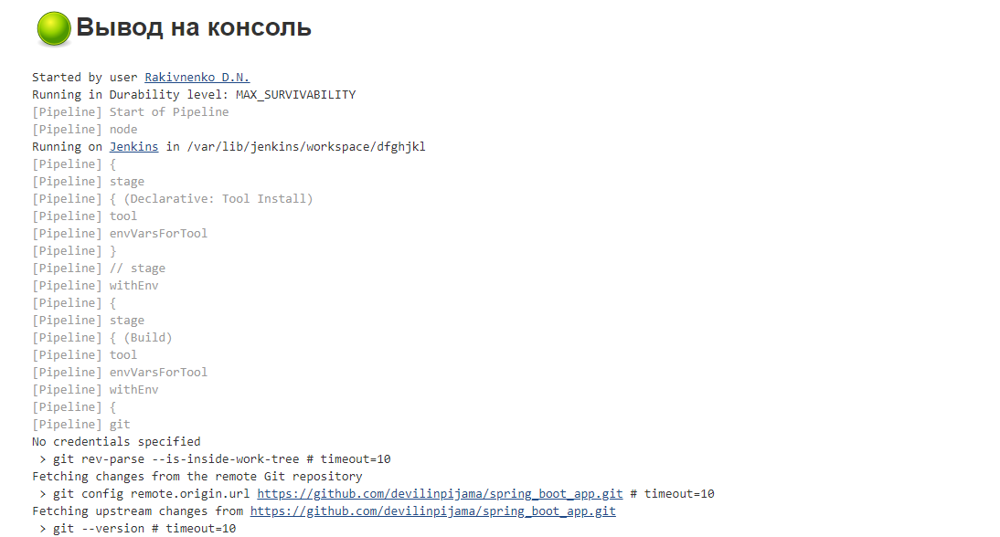 Вывод на консоль
Started by user Rakivnenko D.N.
Running in Durability level: MAX_SURVIVABILITY
[Pipeline] Start of Pipeline
[Pipeline] node
Running on Jenkins in /var/lib/jenkins/workspace/dfghjkl
[Pipeline] {
[Pipeline] stage
[Pipeline] { (Declarative: Tool Install)
[Pipeline] tool
[Pipeline] envVarsForTool
[Pipeline] }
[Pipeline] // stage
[Pipeline] withEnv
[Pipeline] {
[Pipeline] stage
[Pipeline] { (Build)
[Pipeline] tool
[Pipeline] envVarsForTool
[Pipeline] withEnv
[Pipeline] {
[Pipeline] git
No credentials specified
 > git rev-parse --is-inside-work-tree # timeout=10
Fetching changes from the remote Git repository
 > git config remote.origin.url https://github.com/devilinpijama/spring_boot_app.git # timeout=10
Fetching upstream changes from https://github.com/devilinpijama/spring_boot_app.git
 > git --version # timeout=10